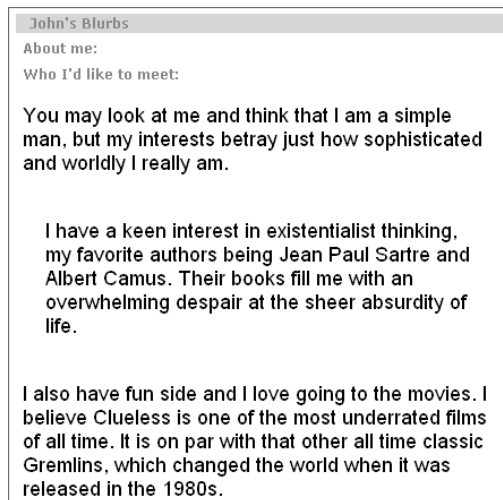 John's Blurbs
About me:
Who I'd like to meet:
You may look at me and think that I am a simple
man, but my interests betray just how sophisticated
and worldly I really am.
I have a keen interest in existentialist thinking,
my favorite authors being Jean Paul Sartre and
Albert Camus. Their books fill me with an
overwhelming despair at the sheer absurdity of
life.
I also have fun side and I love going to the movies. I
believe Clueless is one of the most underrated films
of all time. It is on par with that other all time classic
Gremlins, which changed the world when it was
released in the 1980s.